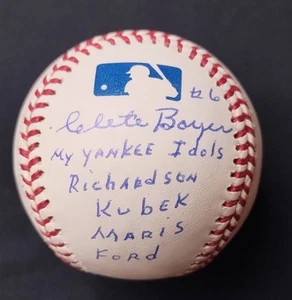 #6
Clete Boyer
My YANKEE Idols
RichARdSON
KubEK
MARIS
FORD